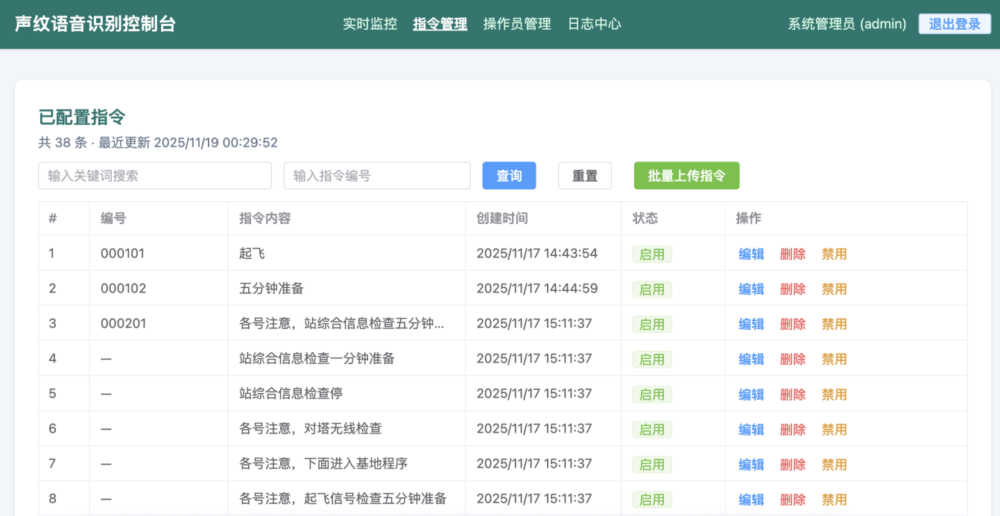 声纹语音识别控制台 实时监控 指令管理 操作员管理 日志中心 系统管理员 (admin) 退出登录
已配置指令
共 38 条 · 最近更新 2025/11/19 00:29:52
输入关键词搜索 输入指令编号 查询 重置 批量上传指令
# 编号 指令内容 创建时间 状态 操作
1 000101 起飞 2025/11/17 14:43:54 启用 编辑 删除 禁用
2 000102 五分钟准备 2025/11/17 14:44:59 启用 编辑 删除 禁用
3 000201 各号注意，站综合信息检查五分钟... 2025/11/17 15:11:37 启用 编辑 删除 禁用
4 — 站综合信息检查一分钟准备 2025/11/17 15:11:37 启用 编辑 删除 禁用
5 — 站综合信息检查停 2025/11/17 15:11:37 启用 编辑 删除 禁用
6 — 各号注意，对塔无线检查 2025/11/17 15:11:37 启用 编辑 删除 禁用
7 — 各号注意，下面进入基地程序 2025/11/17 15:11:37 启用 编辑 删除 禁用
8 — 各号注意，起飞信号检查五分钟准备 2025/11/17 15:11:37 启用 编辑 删除 禁用